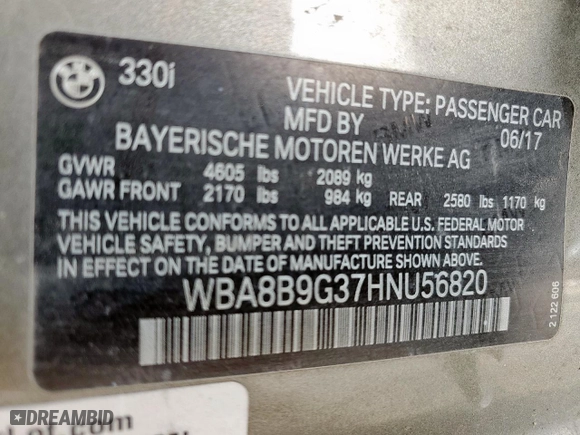 BMW
330i
VEHICLE TYPE: PASSENGER CAR
MFD BY
06/17
BAYERISCHE MOTOREN WERKE AG
GVWR 4605 lbs 2089 kg
GAWR FRONT 2170 lbs 984 kg REAR 2580 lbs 1170 kg
THIS VEHICLE CONFORMS TO ALL APPLICABLE U.S. FEDERAL MOTOR
VEHICLE SAFETY, BUMPER AND THEFT PREVENTION STANDARDS
IN EFFECT ON THE DATE OF MANUFACTURE SHOWN ABOVE.
WBA8B9G37HNU56820
2 122 606
DREAMBID